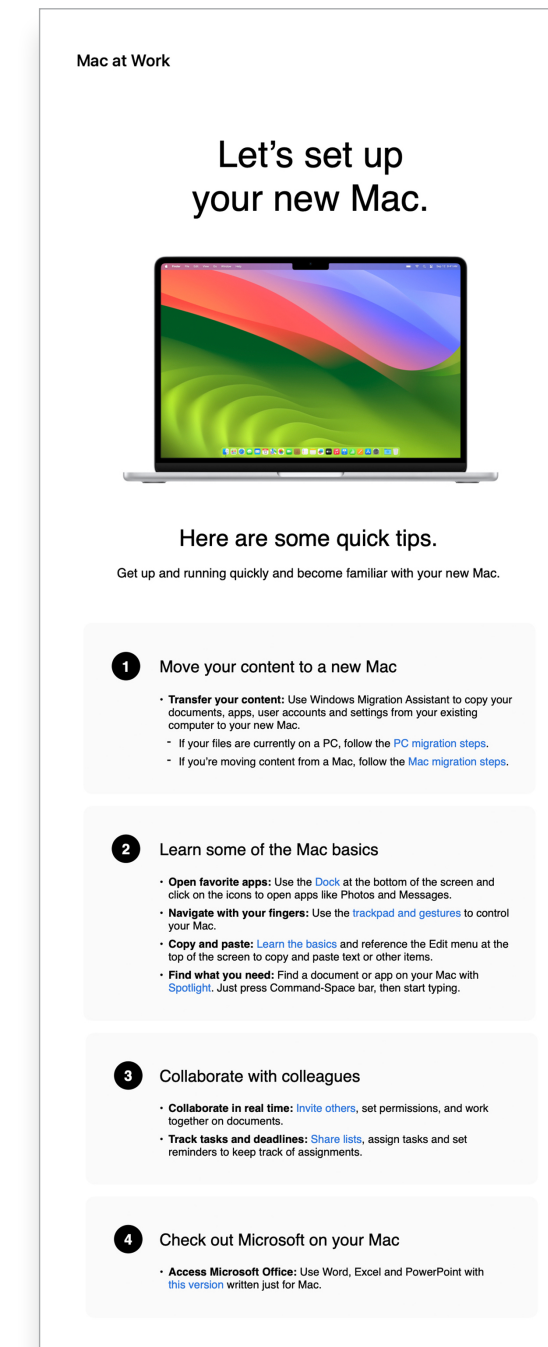 Mac at Work
Let’s set up
your new Mac.
Here are some quick tips.
Get up and running quickly and become familiar with your new Mac.
1 Move your content to a new Mac
• Transfer your content: Use Windows Migration Assistant to copy your
documents, apps, user accounts and settings from your existing
computer to your new Mac.
- If your files are currently on a PC, follow the PC migration steps.
- If you’re moving content from a Mac, follow the Mac migration steps.
2 Learn some of the Mac basics
• Open favorite apps: Use the Dock at the bottom of the screen and
click on the icons to open apps like Photos and Messages.
• Navigate with your fingers: Use the trackpad and gestures to control
your Mac.
• Copy and paste: Learn the basics and reference the Edit menu at the
top of the screen to copy and paste text or other items.
• Find what you need: Find a document or app on your Mac with
Spotlight. Just press Command-Space bar, then start typing.
3 Collaborate with colleagues
• Collaborate in real time: Invite others, set permissions, and work
together on documents.
• Track tasks and deadlines: Share lists, assign tasks and set
reminders to keep track of assignments.
4 Check out Microsoft on your Mac
• Access Microsoft Office: Use Word, Excel and PowerPoint with
this version written just for Mac.